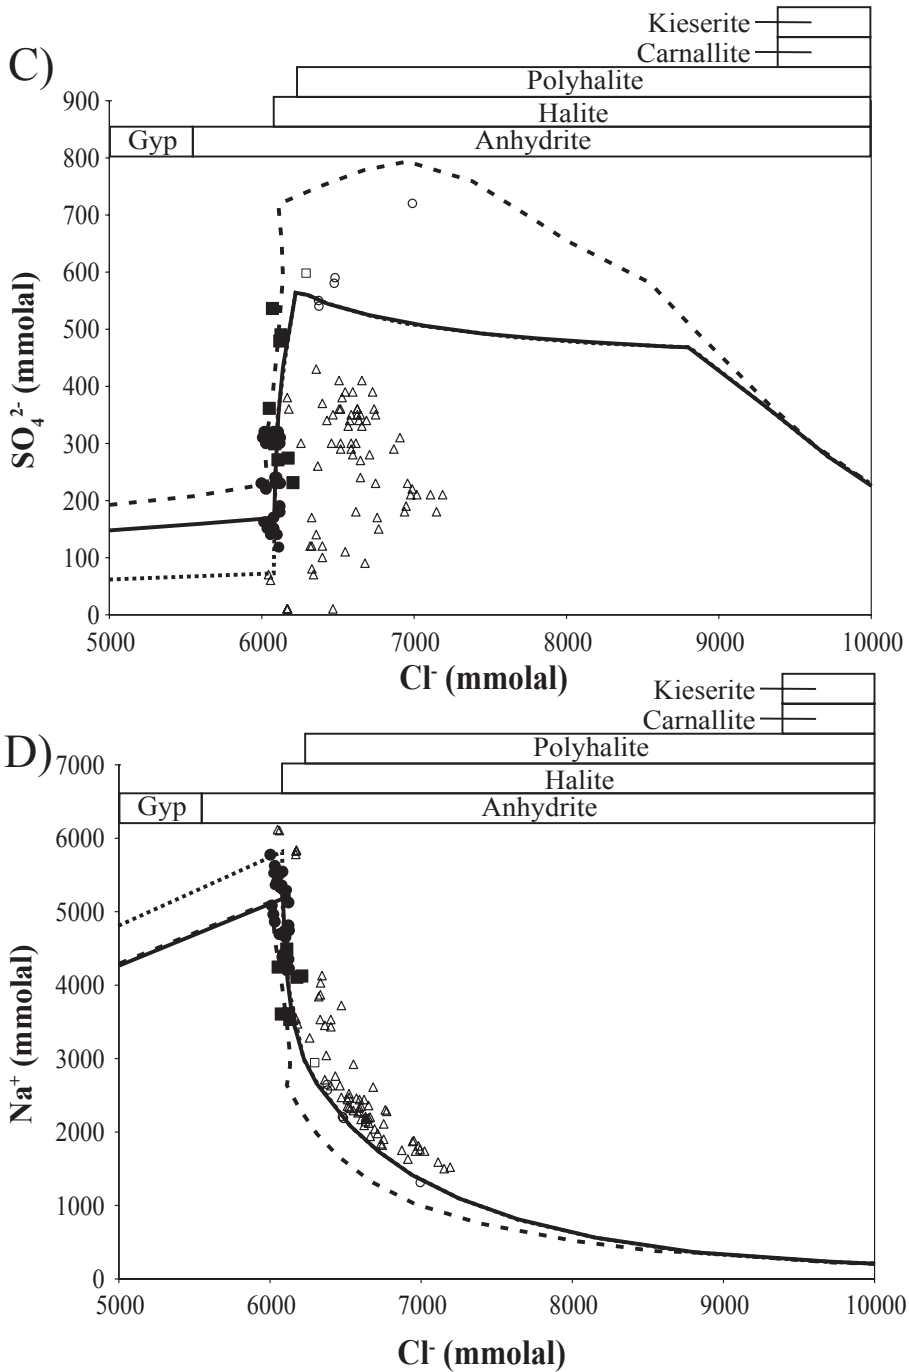 C)
Kieserite
Carnallite
Polyhalite
Halite
Gyp Anhydrite
900
800
700
600
500
400
300
200
100
0
SO₄²⁻ (mmolal)
5000 6000 7000 8000 9000 10000
Cl⁻ (mmolal)
D)
Kieserite
Carnallite
Polyhalite
Halite
Gyp Anhydrite
7000
6000
5000
4000
3000
2000
1000
0
Na⁺ (mmolal)
5000 6000 7000 8000 9000 10000
Cl⁻ (mmolal)